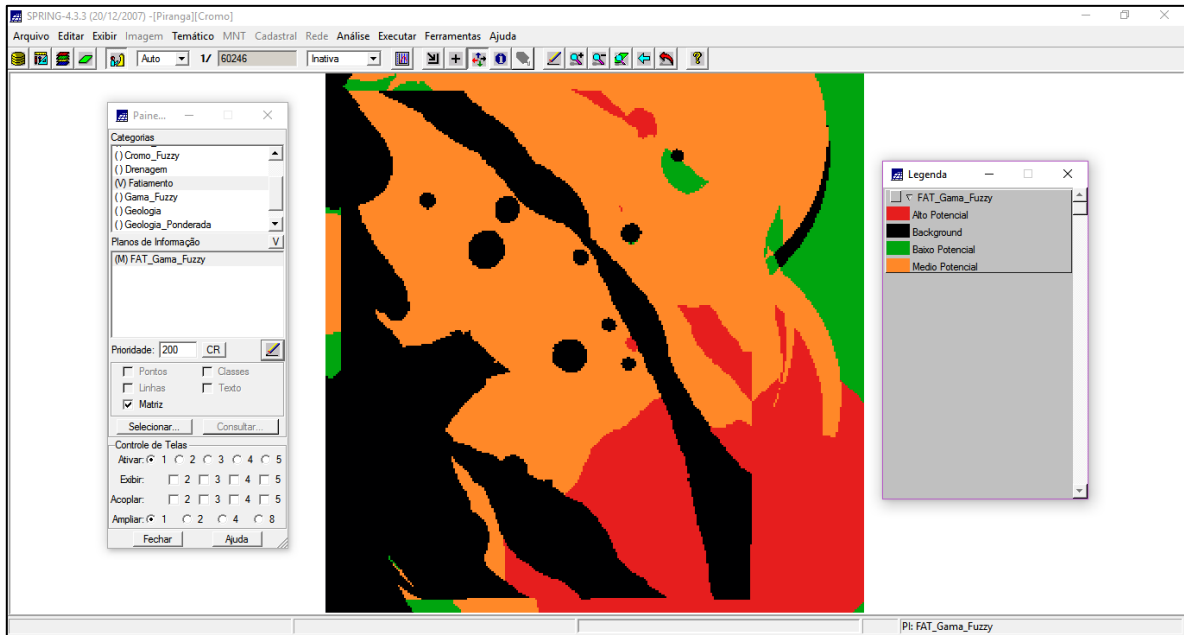 SPRING-4.3.3 (20/12/2007) -[Piranga][Cromo]
Arquivo Editar Exibir Imagem Temático MNT Cadastral Rede Análise Executar Ferramentas Ajuda
Auto 1/ 60246 Inativa
Paine...
Categorias
( ) Cromo_Fuzzy
( ) Drenagem
(V) Fatiamento
( ) Gama_Fuzzy
( ) Geologia
( ) Geologia_Ponderada
Planos de Informação V
(M) FAT_Gama_Fuzzy
Prioridade: 200 CR
Pontos Classes
Linhas Texto
Matriz
Selecionar... Consultar...
Controle de Telas
Ativar: 1 2 3 4 5
Exibir: 2 3 4 5
Acoplar: 2 3 4 5
Ampliar: 1 2 4 8
Fechar Ajuda
Legenda
FAT_Gama_Fuzzy
Alto Potencial
Background
Baixo Potencial
Medio Potencial
PI: FAT_Gama_Fuzzy